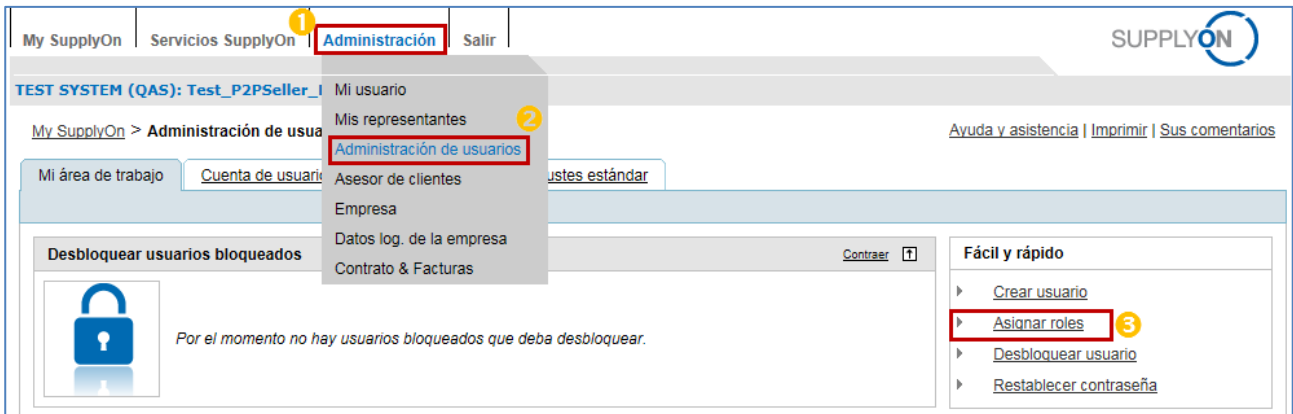 1
My SupplyOn Servicios SupplyOn Administración Salir
SUPPLYON
TEST SYSTEM (QAS): Test_P2PSeller_
Mi usuario
Mis representantes 2
My SupplyOn > Administración de usua
Administración de usuarios
Ayuda y asistencia | Imprimir | Sus comentarios
Mi área de trabajo
Cuenta de usuari
Asesor de clientes
ustes estándar
Empresa
Datos log. de la empresa
Contrato & Facturas
Desbloquear usuarios bloqueados
Contraer
Por el momento no hay usuarios bloqueados que deba desbloquear.
Fácil y rápido
Crear usuario
Asignar roles 3
Desbloquear usuario
Restablecer contraseña